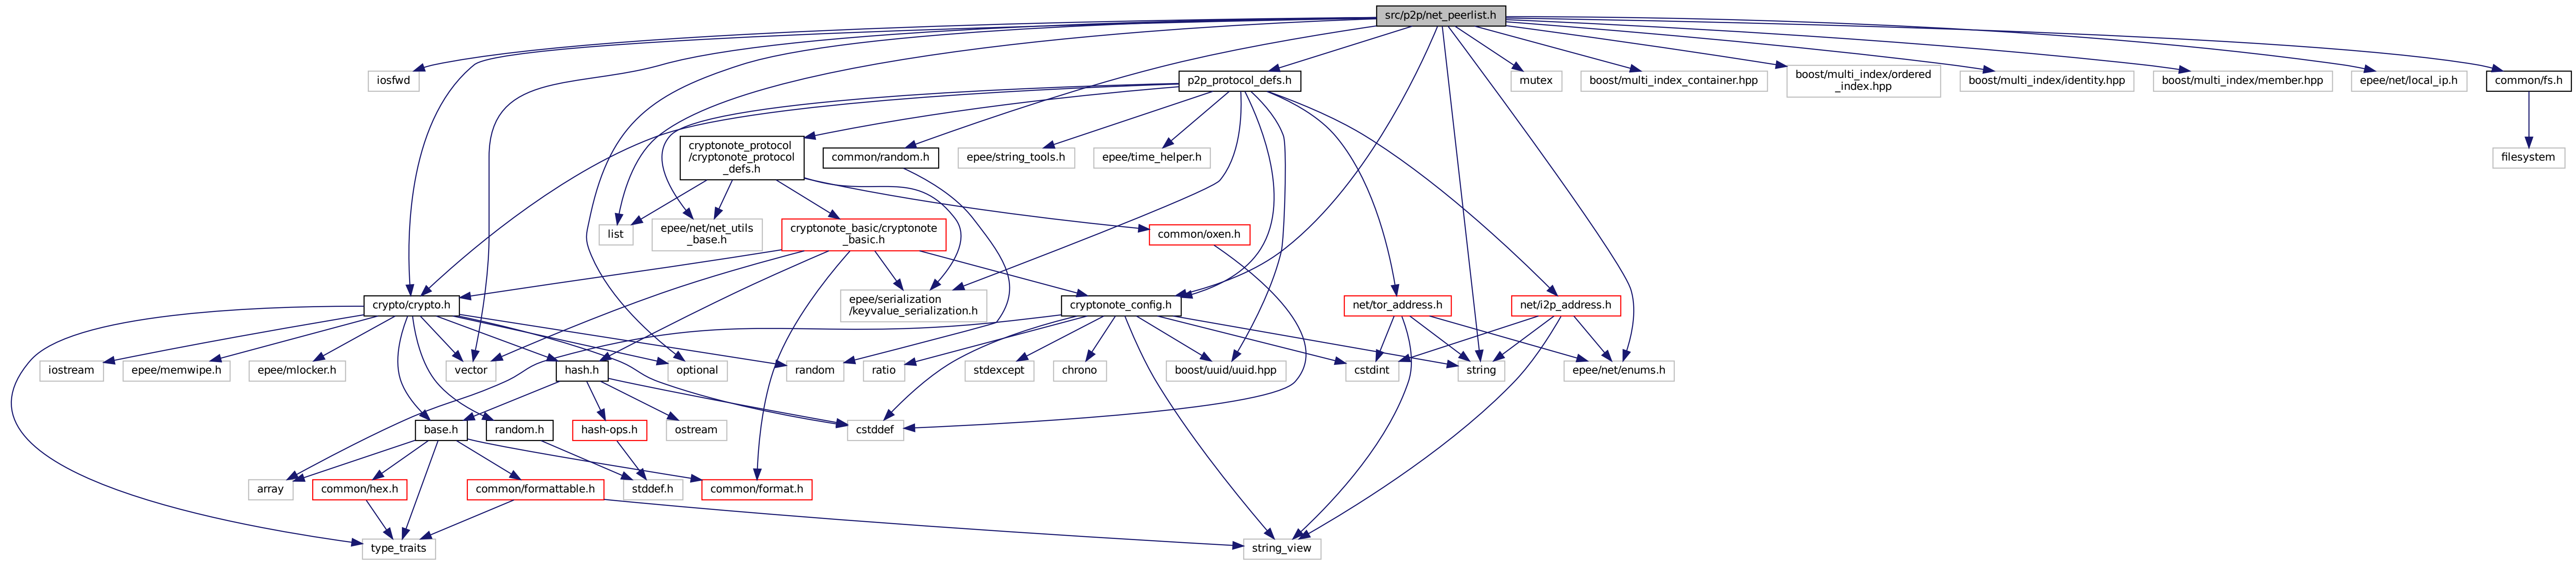 src/p2p/net_peerlist.h
iosfwd
p2p_protocol_defs.h
mutex
boost/multi_index_container.hpp
boost/multi_index/ordered
_index.hpp
boost/multi_index/identity.hpp
boost/multi_index/member.hpp
epee/net/local_ip.h
common/fs.h
cryptonote_protocol
/cryptonote_protocol
_defs.h
common/random.h
epee/string_tools.h
epee/time_helper.h
filesystem
list
epee/net/net_utils
_base.h
cryptonote_basic/cryptonote
_basic.h
common/oxen.h
crypto/crypto.h
epee/serialization
/keyvalue_serialization.h
cryptonote_config.h
net/tor_address.h
net/i2p_address.h
iostream
epee/memwipe.h
epee/mlocker.h
vector
hash.h
optional
random
ratio
stdexcept
chrono
boost/uuid/uuid.hpp
cstdint
string
epee/net/enums.h
base.h
random.h
hash-ops.h
ostream
cstddef
array
common/hex.h
common/formattable.h
stddef.h
common/format.h
type_traits
string_view